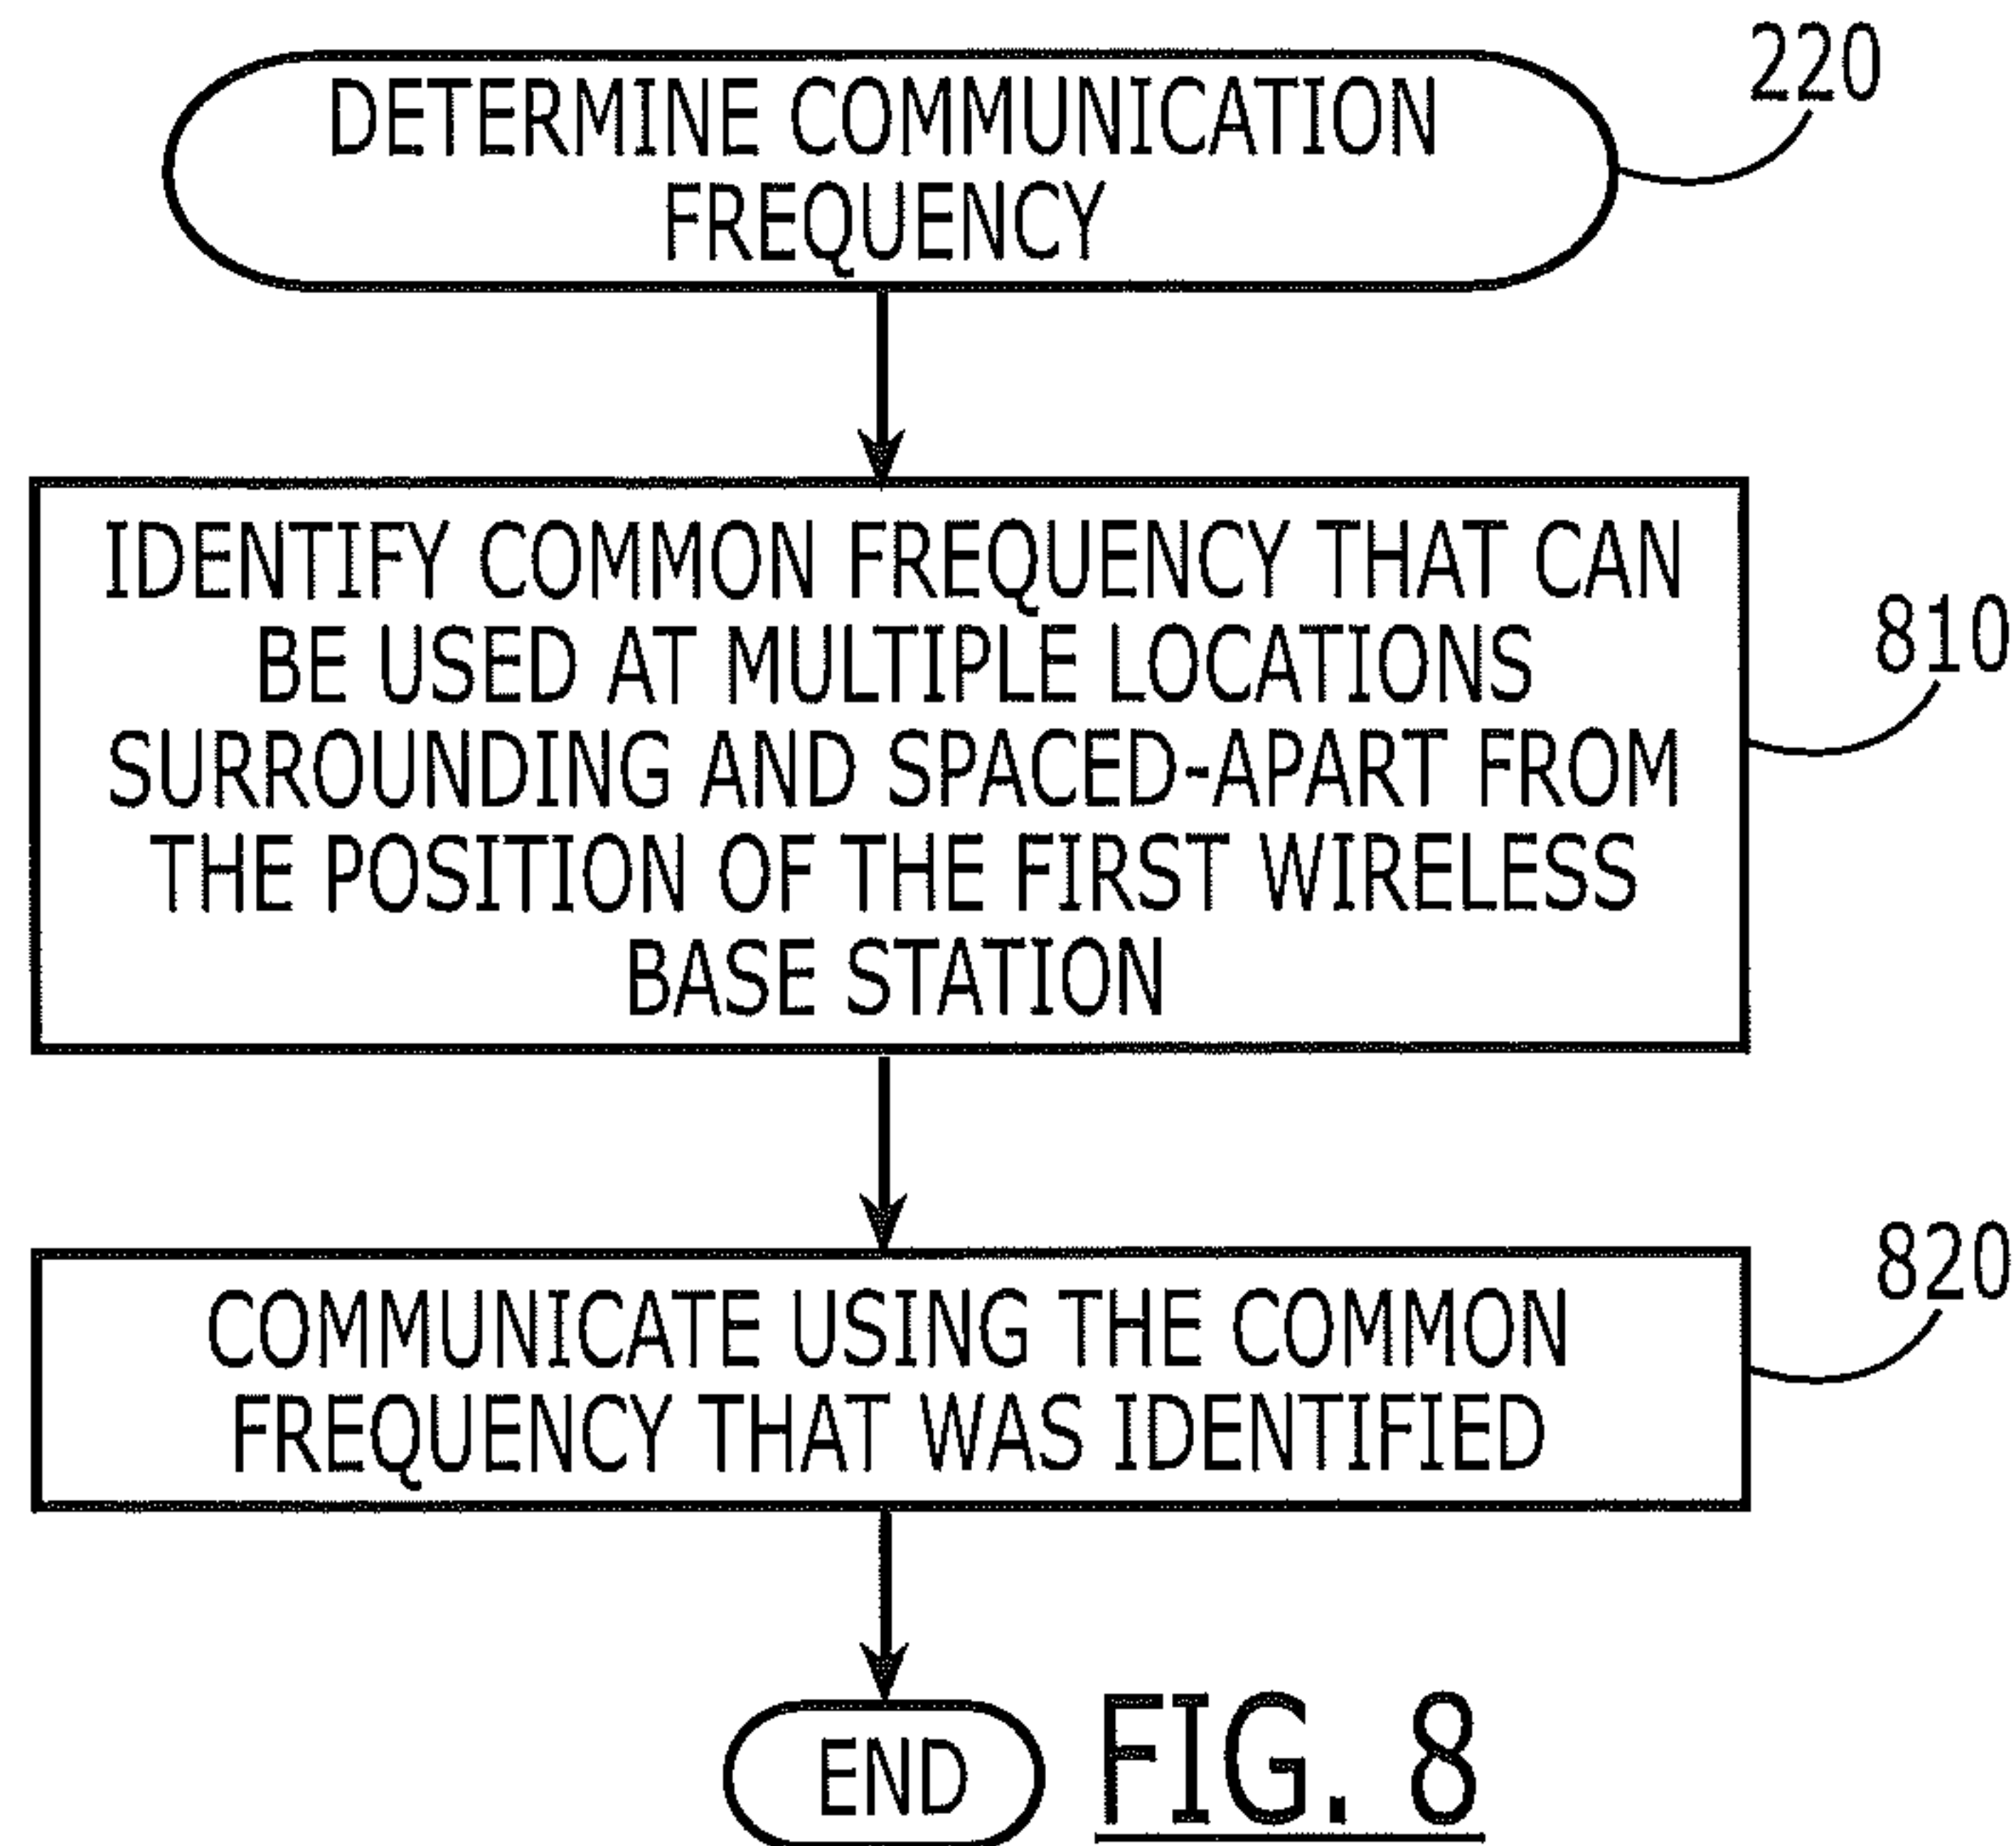 DETERMINE COMMUNICATION
FREQUENCY
220
IDENTIFY COMMON FREQUENCY THAT CAN
BE USED AT MULTIPLE LOCATIONS
SURROUNDING AND SPACED-APART FROM
THE POSITION OF THE FIRST WIRELESS
BASE STATION
810
COMMUNICATE USING THE COMMON
FREQUENCY THAT WAS IDENTIFIED
820
END
FIG. 8